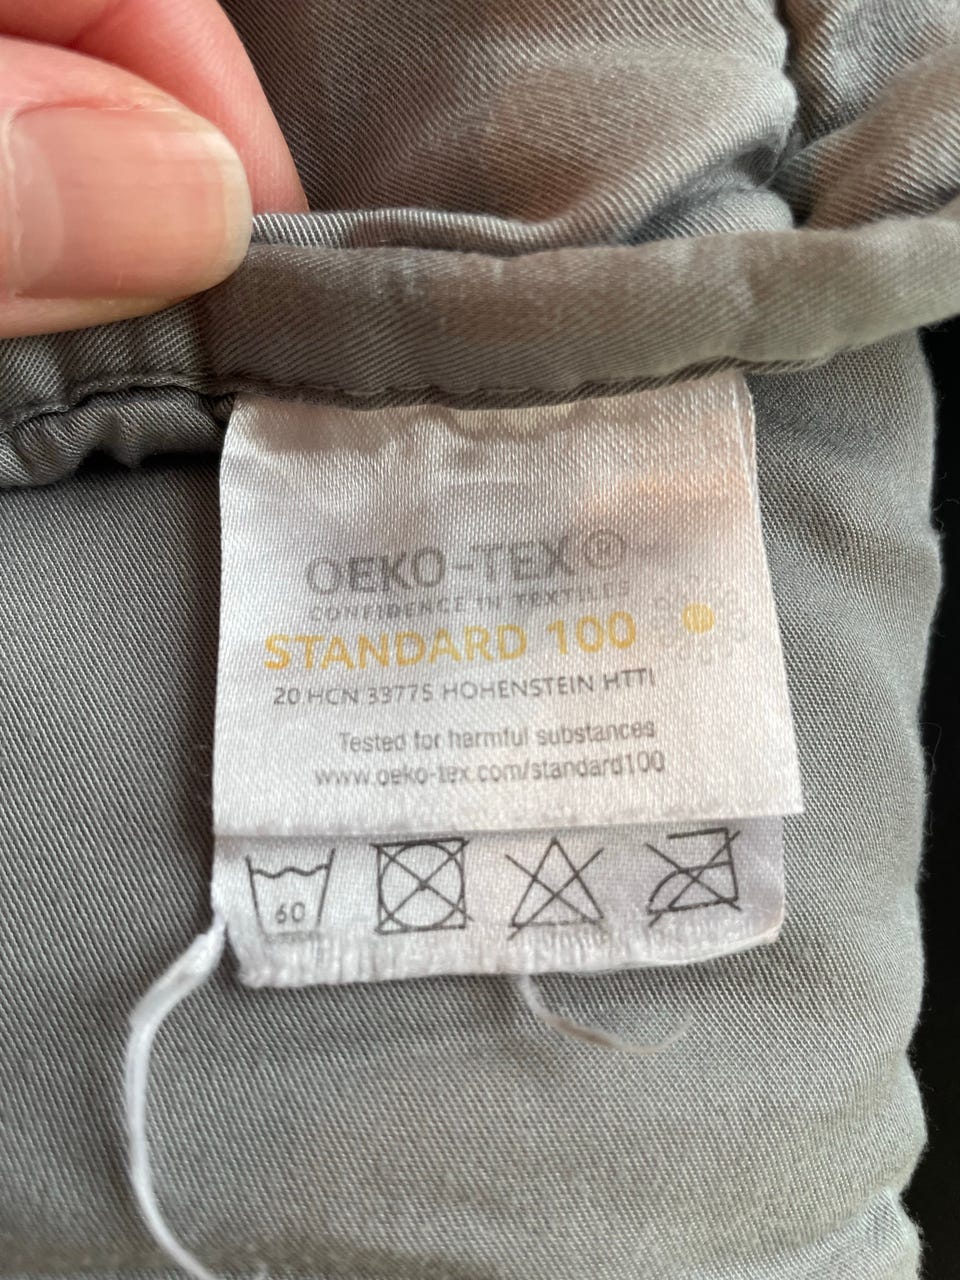 OEKO-TEX®
CONFIDENCE IN TEXTILES
STANDARD 100
20 HCN 33775 HOHENSTEIN HTTI
Tested for harmful substances
www.oeko-tex.com/standard100
60